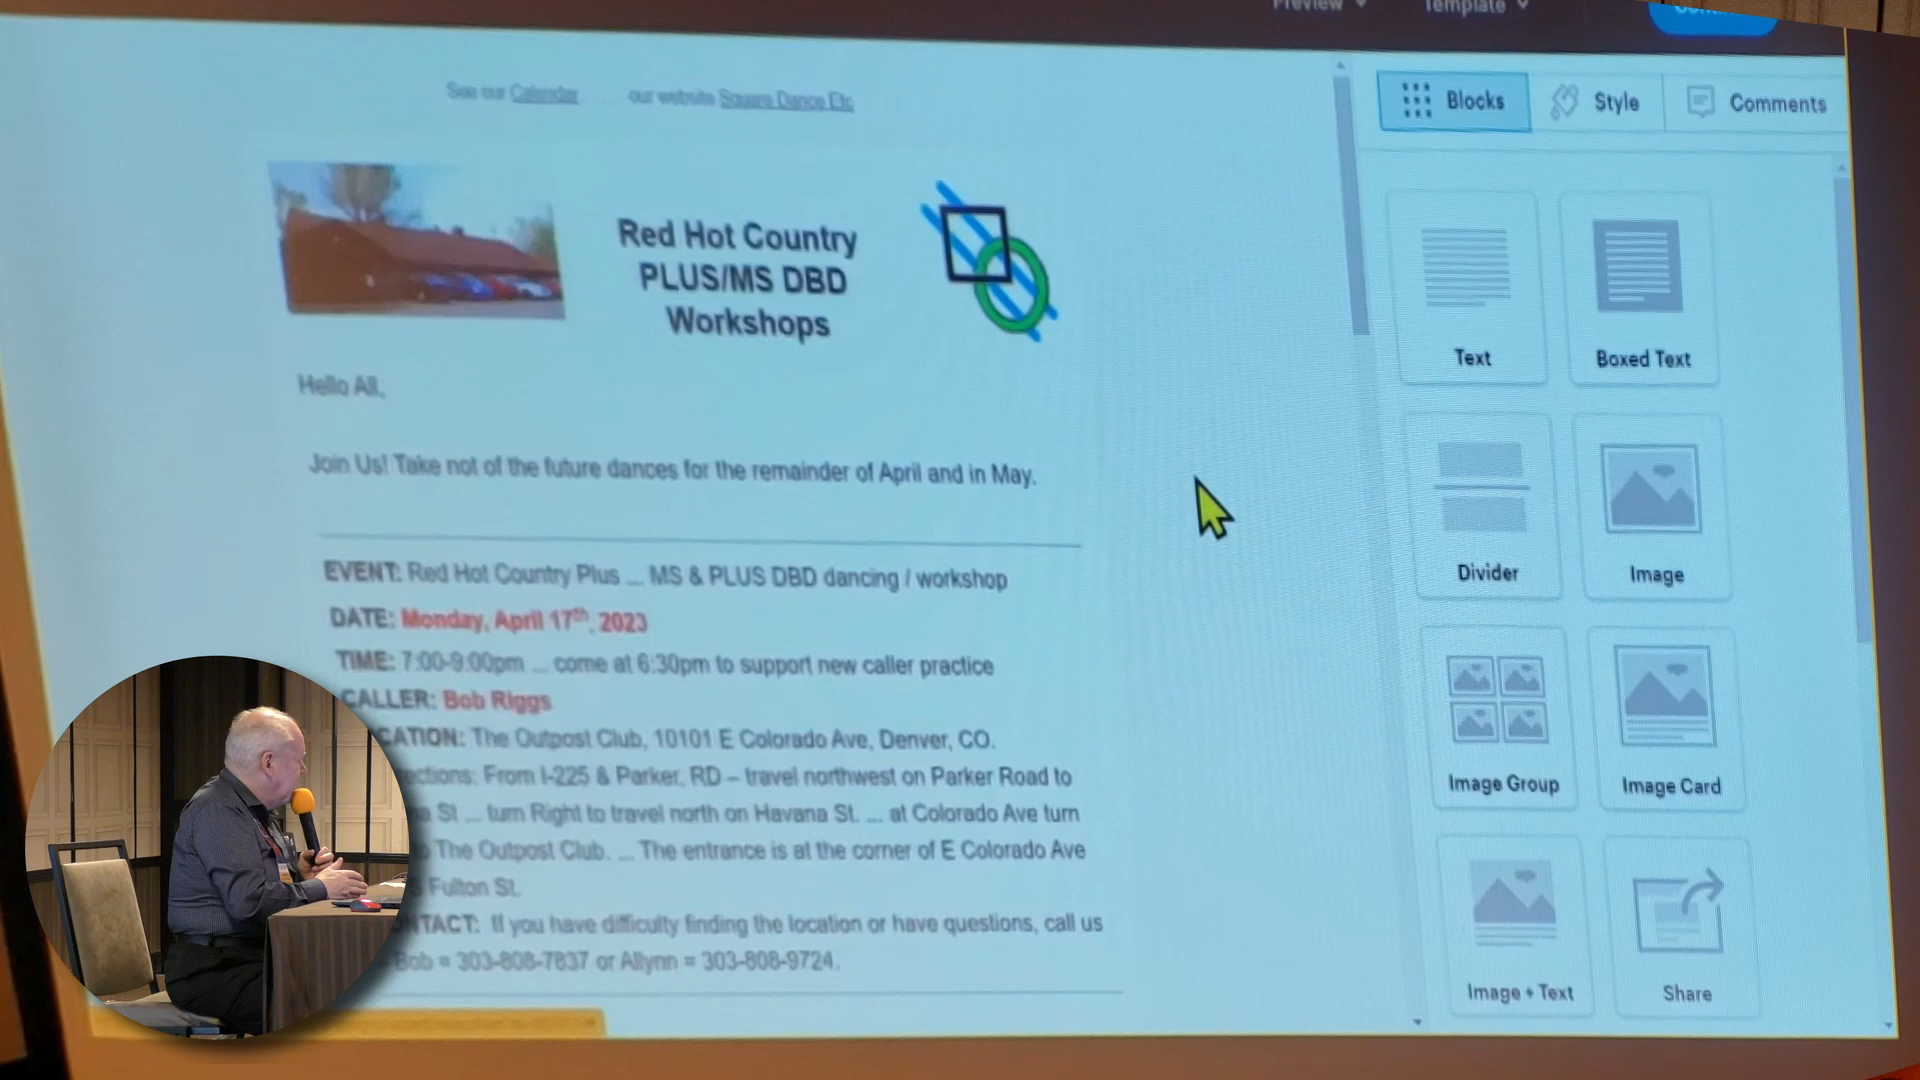 Preview
Template
See our Calendar our website Square Dance Etc
Blocks
Style
Comments
Red Hot Country
PLUS/MS DBD
Workshops
Hello All,
Join Us! Take not of the future dances for the remainder of April and in May.
EVENT: Red Hot Country Plus ... MS & PLUS DBD dancing / workshop
DATE: Monday, April 17th, 2023
TIME: 7:00-9:00pm ... come at 6:30pm to support new caller practice
CALLER: Bob Riggs
CATION: The Outpost Club, 10101 E Colorado Ave, Denver, CO.
ections: From I-225 & Parker, RD – travel northwest on Parker Road to
a St ... turn Right to travel north on Havana St. ... at Colorado Ave turn
The Outpost Club. ... The entrance is at the corner of E Colorado Ave
S Fulton St.
NTACT: If you have difficulty finding the location or have questions, call us
Bob = 303-808-7837 or Allynn = 303-808-9724.
Text
Boxed Text
Divider
Image
Image Group
Image Card
Image + Text
Share